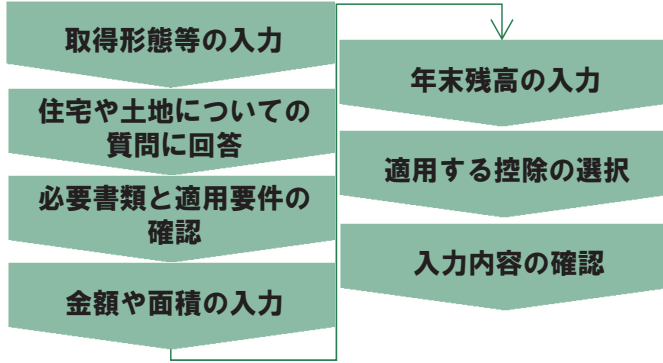 取得形態等の入力
住宅や土地についての
質問に回答
必要書類と適用要件の
確認
金額や面積の入力
年末残高の入力
適用する控除の選択
入力内容の確認